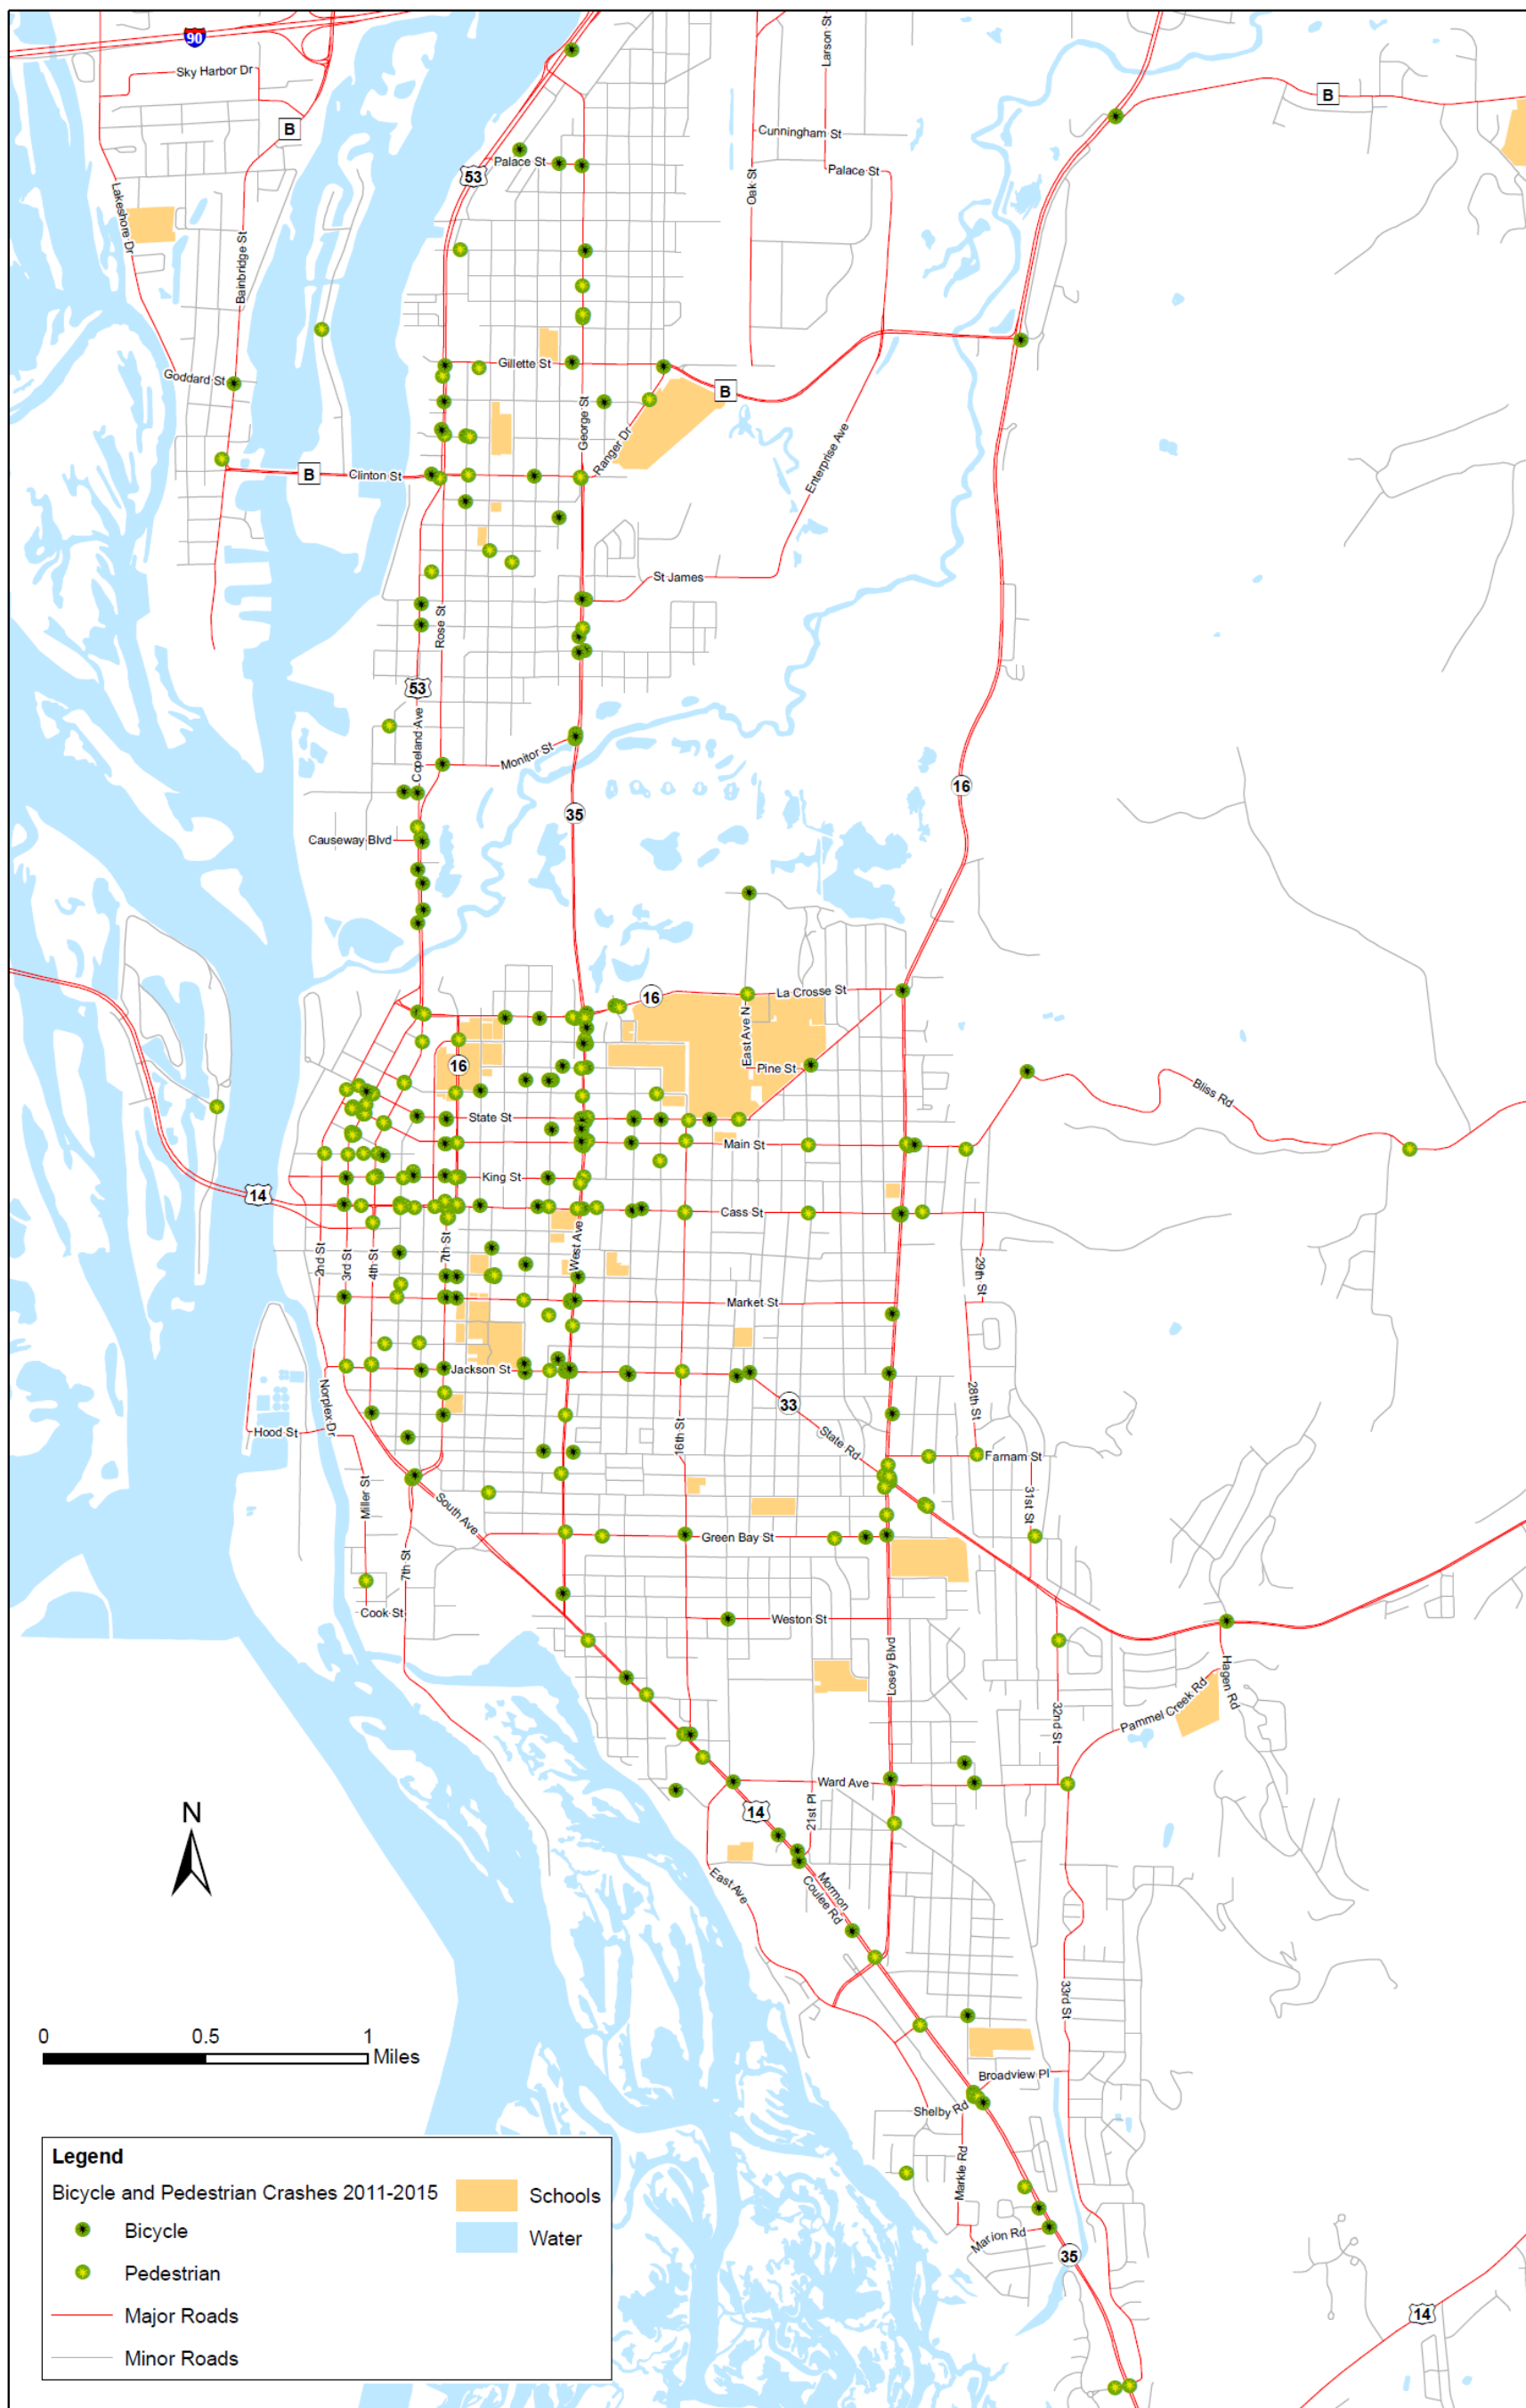 90
Sky Harbor Dr
B
Larson St
B
Cunningham St
Palace St
53
Palace St
Oak St
Lakeshore Dr
Bainbridge St
Goddard St
Gillette St
B
George St
Ranger Dr
Enterprise Ave
B
Clinton St
St James
Rose St
53
Copeland Ave
Monitor St
16
35
Causeway Blvd
16
La Crosse St
East Ave N
16
Pine St
Bliss Rd
State St
Main St
King St
14
Cass St
2nd St
3rd St
4th St
7th St
West Ave
29th St
Market St
Jackson St
Norplex Dr
33
28th St
Hood St
16th St
State Rd
Farnam St
Miller St
South Ave
31st St
Green Bay St
7th St
Cook St
Weston St
Losey Blvd
Hagen Rd
Pammel Creek Rd
32nd St
Ward Ave
14
21st Pl
N
East Ave
Mormon
Coulee Rd
33rd St
0
0.5
1
Miles
Broadview Pl
Shelby Rd
Markle Rd
Marion Rd
35
14
Legend
Bicycle and Pedestrian Crashes 2011-2015
Bicycle
Pedestrian
Major Roads
Minor Roads
Schools
Water